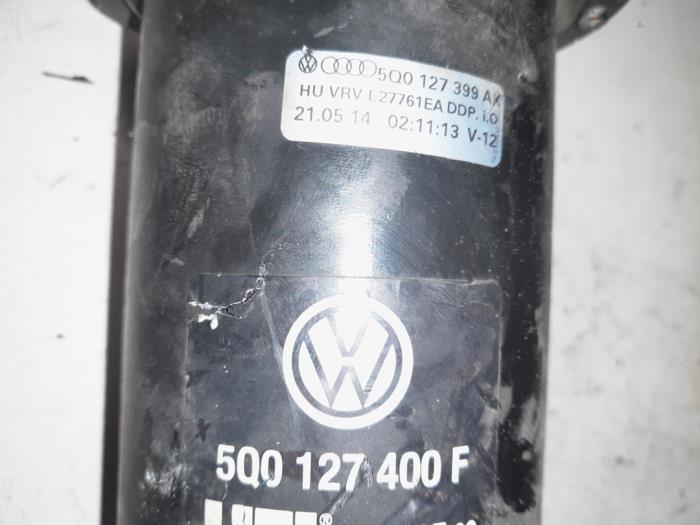 5Q0 127 399 AK
HU VRV L27761EA DDP. i.O
21.05.14 02:11:13 V-12
5Q0 127 400 F